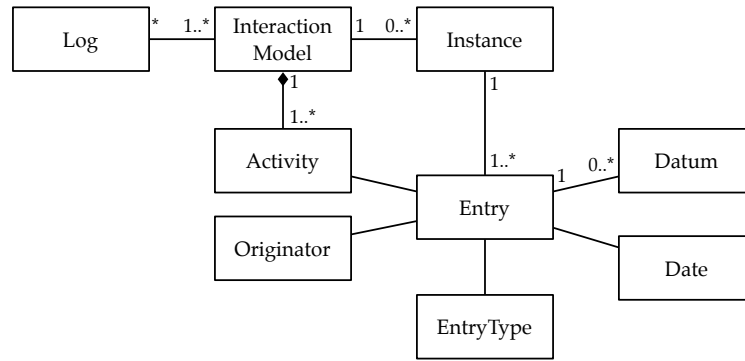 * 1..* Interaction 1 0..*
Log Model Instance
1 1
1..*
Activity 1..* 0..* Datum
1
Entry
Originator
Date
EntryType